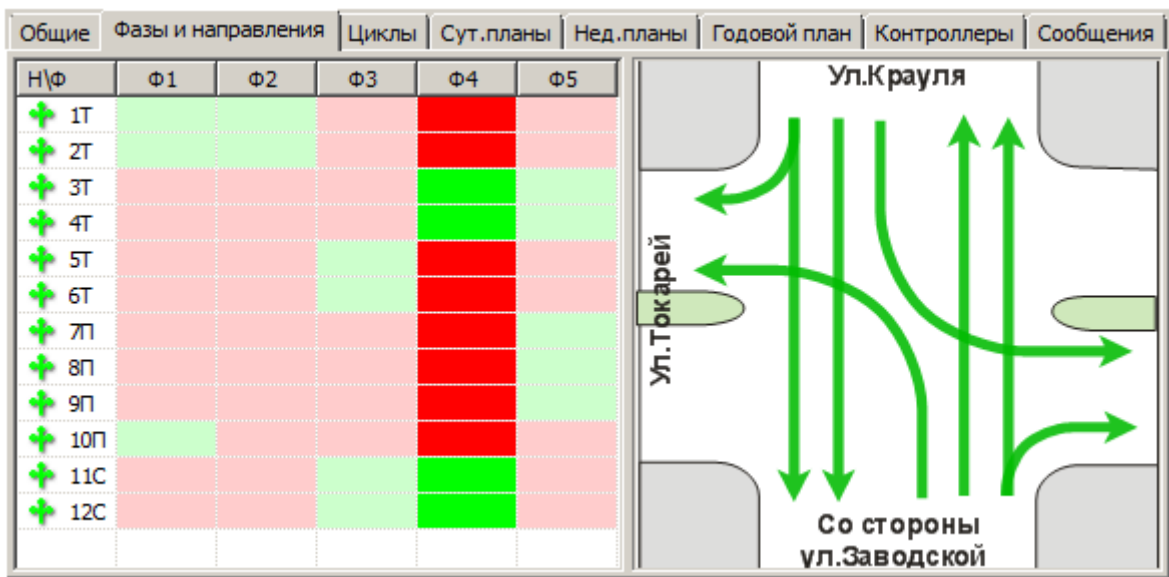 Общие Фазы и направления Циклы Сут.планы Нед.планы Годовой план Контроллеры Сообщения
Н\Ф Ф1 Ф2 Ф3 Ф4 Ф5
1Т
2Т
3Т
4Т
5Т
6Т
7П
8П
9П
10П
11С
12С
Ул.Крауля
Ул.Токарей
Со стороны
ул.Заводской